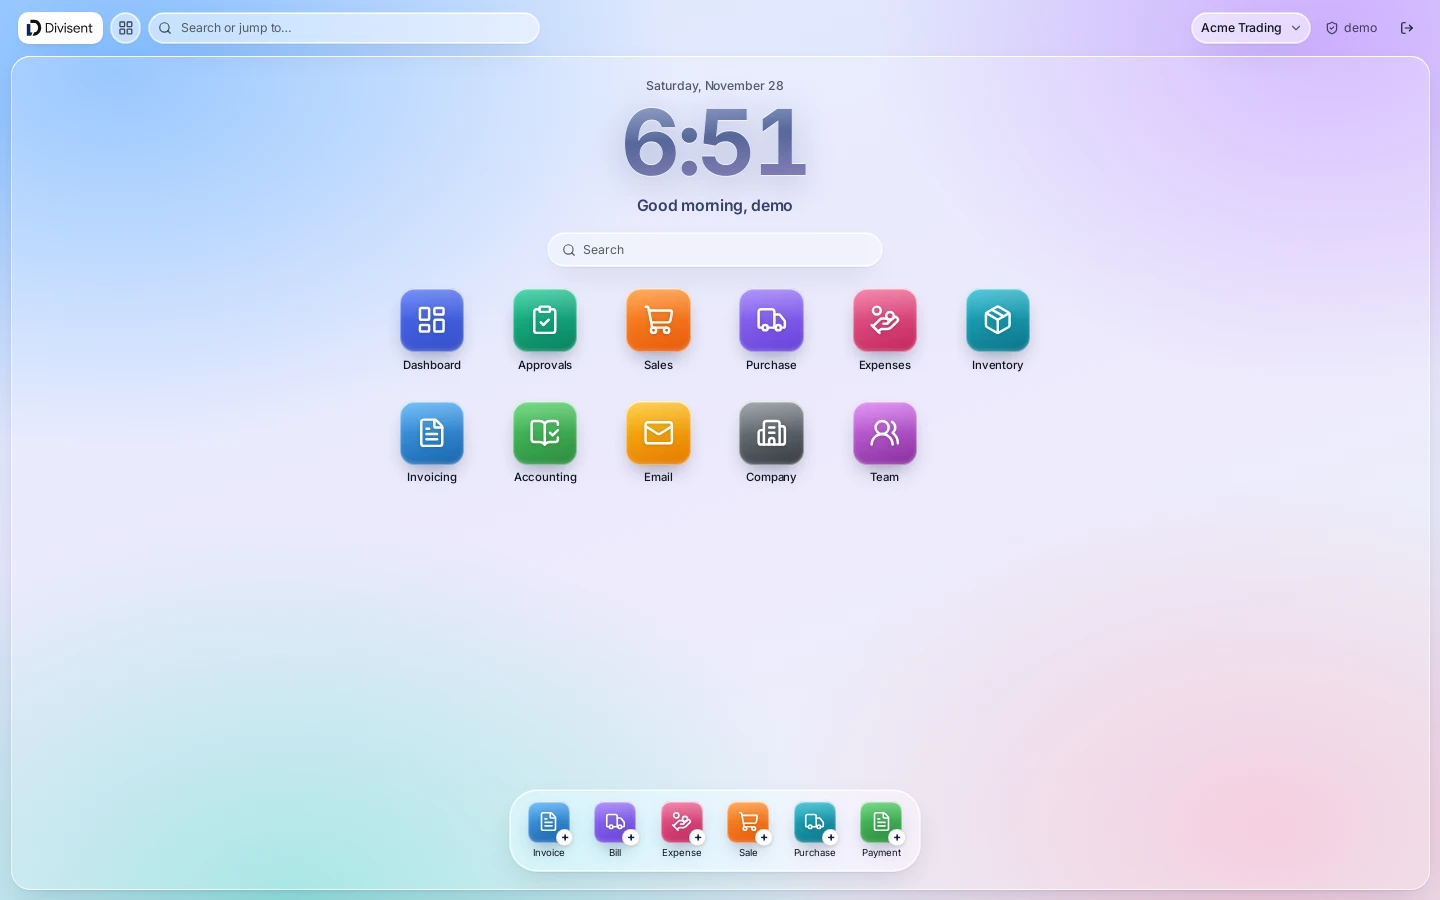 Divisent
Search or jump to...
Acme Trading
demo
Saturday, November 28
6:51
Good morning, demo
Search
Dashboard
Approvals
Sales
Purchase
Expenses
Inventory
Invoicing
Accounting
Email
Company
Team
Invoice
Bill
Expense
Sale
Purchase
Payment